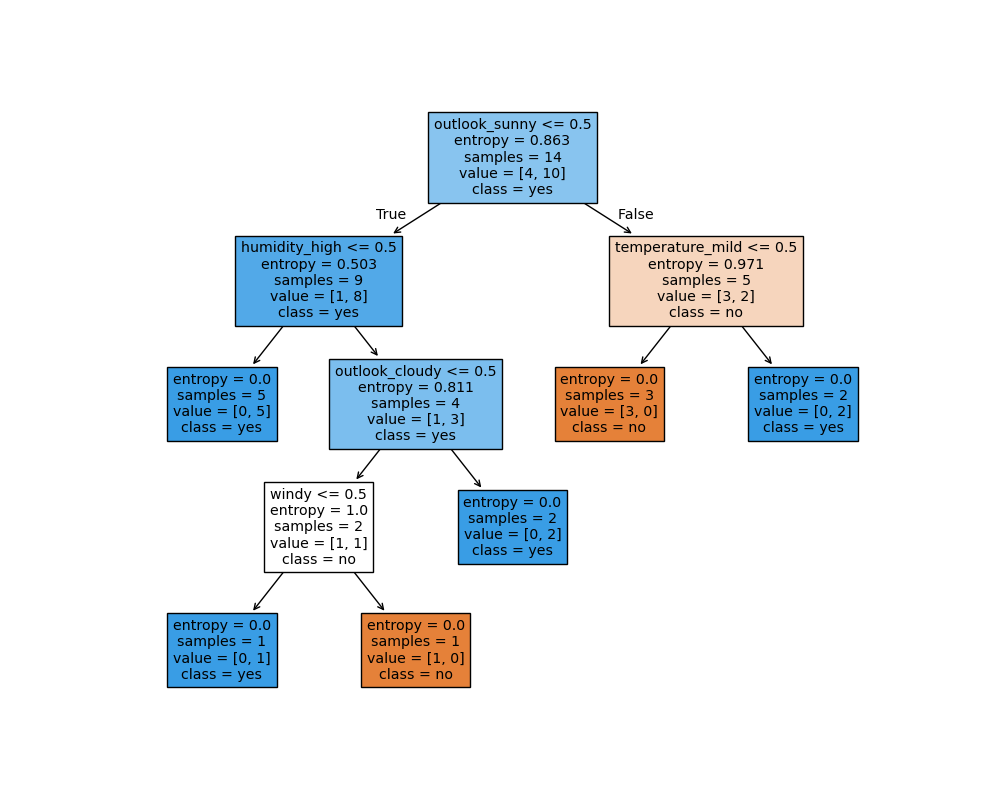 outlook_sunny <= 0.5
entropy = 0.863
samples = 14
value = [4, 10]
class = yes
True
False
humidity_high <= 0.5
entropy = 0.503
samples = 9
value = [1, 8]
class = yes
temperature_mild <= 0.5
entropy = 0.971
samples = 5
value = [3, 2]
class = no
entropy = 0.0
samples = 5
value = [0, 5]
class = yes
outlook_cloudy <= 0.5
entropy = 0.811
samples = 4
value = [1, 3]
class = yes
entropy = 0.0
samples = 3
value = [3, 0]
class = no
entropy = 0.0
samples = 2
value = [0, 2]
class = yes
windy <= 0.5
entropy = 1.0
samples = 2
value = [1, 1]
class = no
entropy = 0.0
samples = 2
value = [0, 2]
class = yes
entropy = 0.0
samples = 1
value = [0, 1]
class = yes
entropy = 0.0
samples = 1
value = [1, 0]
class = no